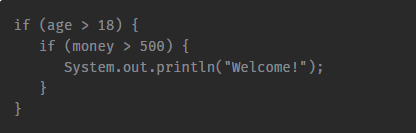 if (age > 18) {
   if (money > 500) {
      System.out.println("Welcome!");
   }
}